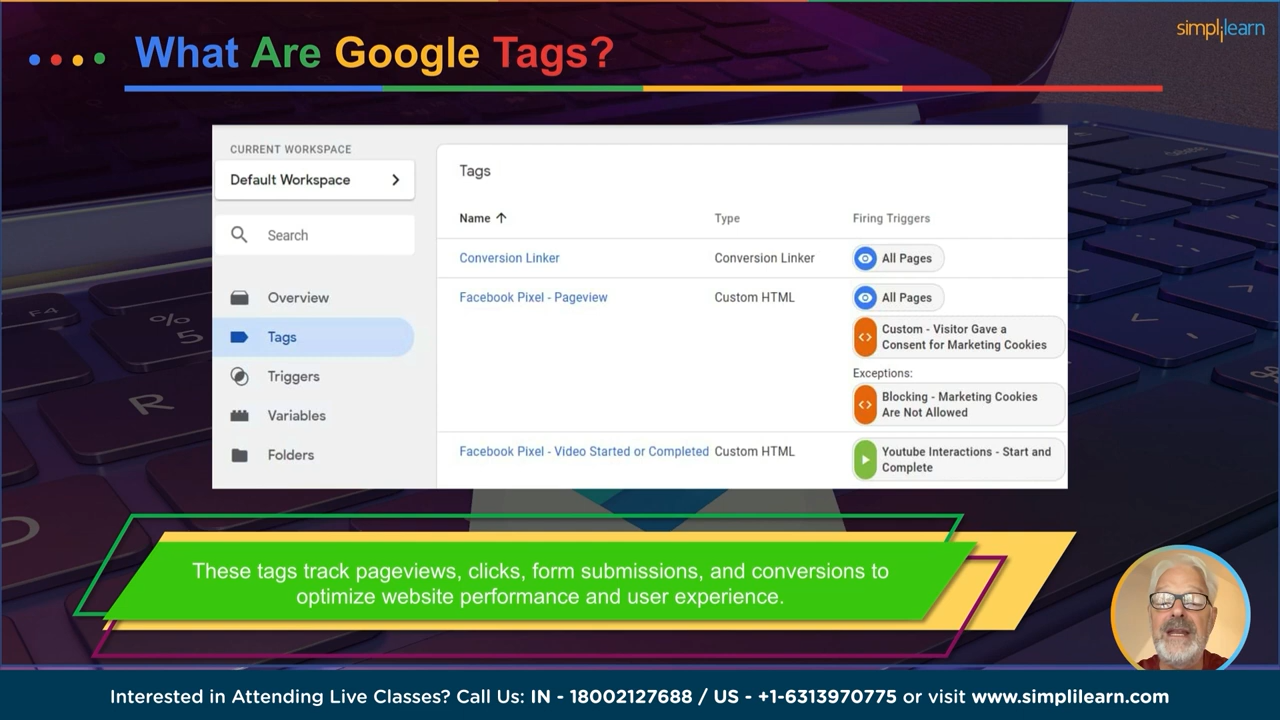 What Are Google Tags?
simplilearn
CURRENT WORKSPACE
Default Workspace
Search
Overview
Tags
Triggers
Variables
Folders
Tags
Name Type Firing Triggers
Conversion Linker Conversion Linker All Pages
Facebook Pixel - Pageview Custom HTML All Pages
Custom - Visitor Gave a
Consent for Marketing Cookies
Exceptions:
Blocking - Marketing Cookies
Are Not Allowed
Facebook Pixel - Video Started or Completed Custom HTML Youtube Interactions - Start and
Complete
These tags track pageviews, clicks, form submissions, and conversions to
optimize website performance and user experience.
F4
%
5
R
Interested in Attending Live Classes? Call Us: IN - 18002127688 / US - +1-6313970775 or visit www.simplilearn.com